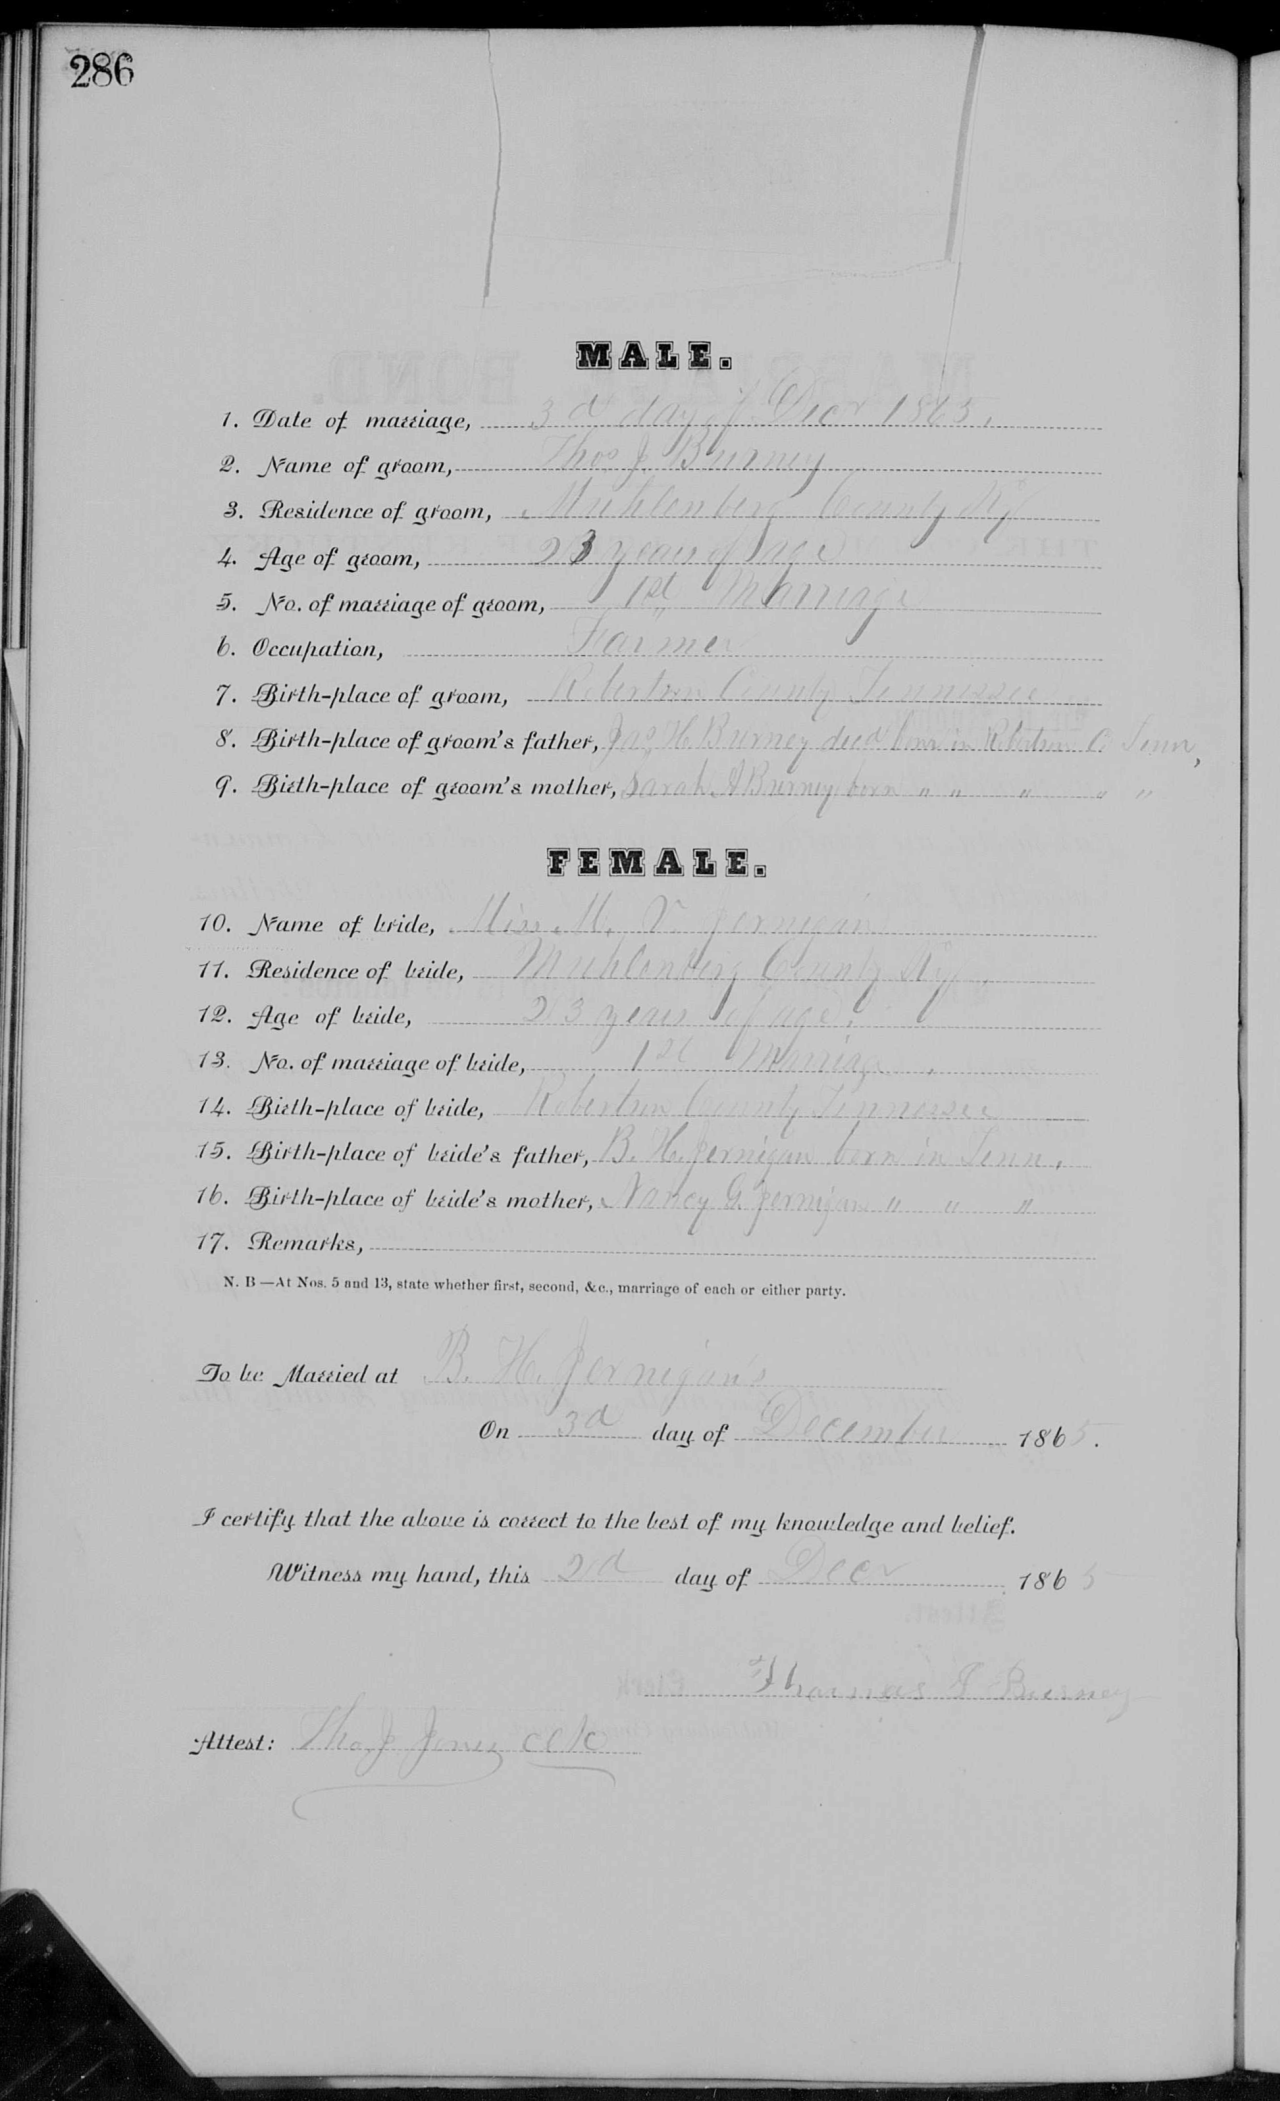 286
MALE.
1. Date of marriage, 3d day of Decr 1865.
2. Name of groom, Thos J. Burney
3. Residence of groom, Muhlenberg County Ky
4. Age of groom, 23 years of age
5. No. of marriage of groom, 1st Marriage
6. Occupation, Farmer
7. Birth-place of groom, Robertson County Tennessee
8. Birth-place of groom's father, Jas H Burney decd born in Robertson C. Tenn,
9. Birth-place of groom's mother, Sarah A Burney born " " " " "
FEMALE.
10. Name of bride, Miss M. V. Jernigan
11. Residence of bride, Muhlenberg County Ky
12. Age of bride, 23 years of age.
13. No. of marriage of bride, 1st Marriage
14. Birth-place of bride, Robertson County Tennessee
15. Birth-place of bride's father, B. H. Jernigan born in Tenn.
16. Birth-place of bride's mother, Nancy G. Jernigan " " "
17. Remarks,
N. B—At Nos. 5 and 13, state whether first, second, &c., marriage of each or either party.
To be Married at B. H. Jernigan's
On 3d day of December 1865.
I certify that the above is correct to the best of my knowledge and belief.
Witness my hand, this 2d day of Decr 1865
Thomas J Burney
Attest: Tho. J. Jones Clk